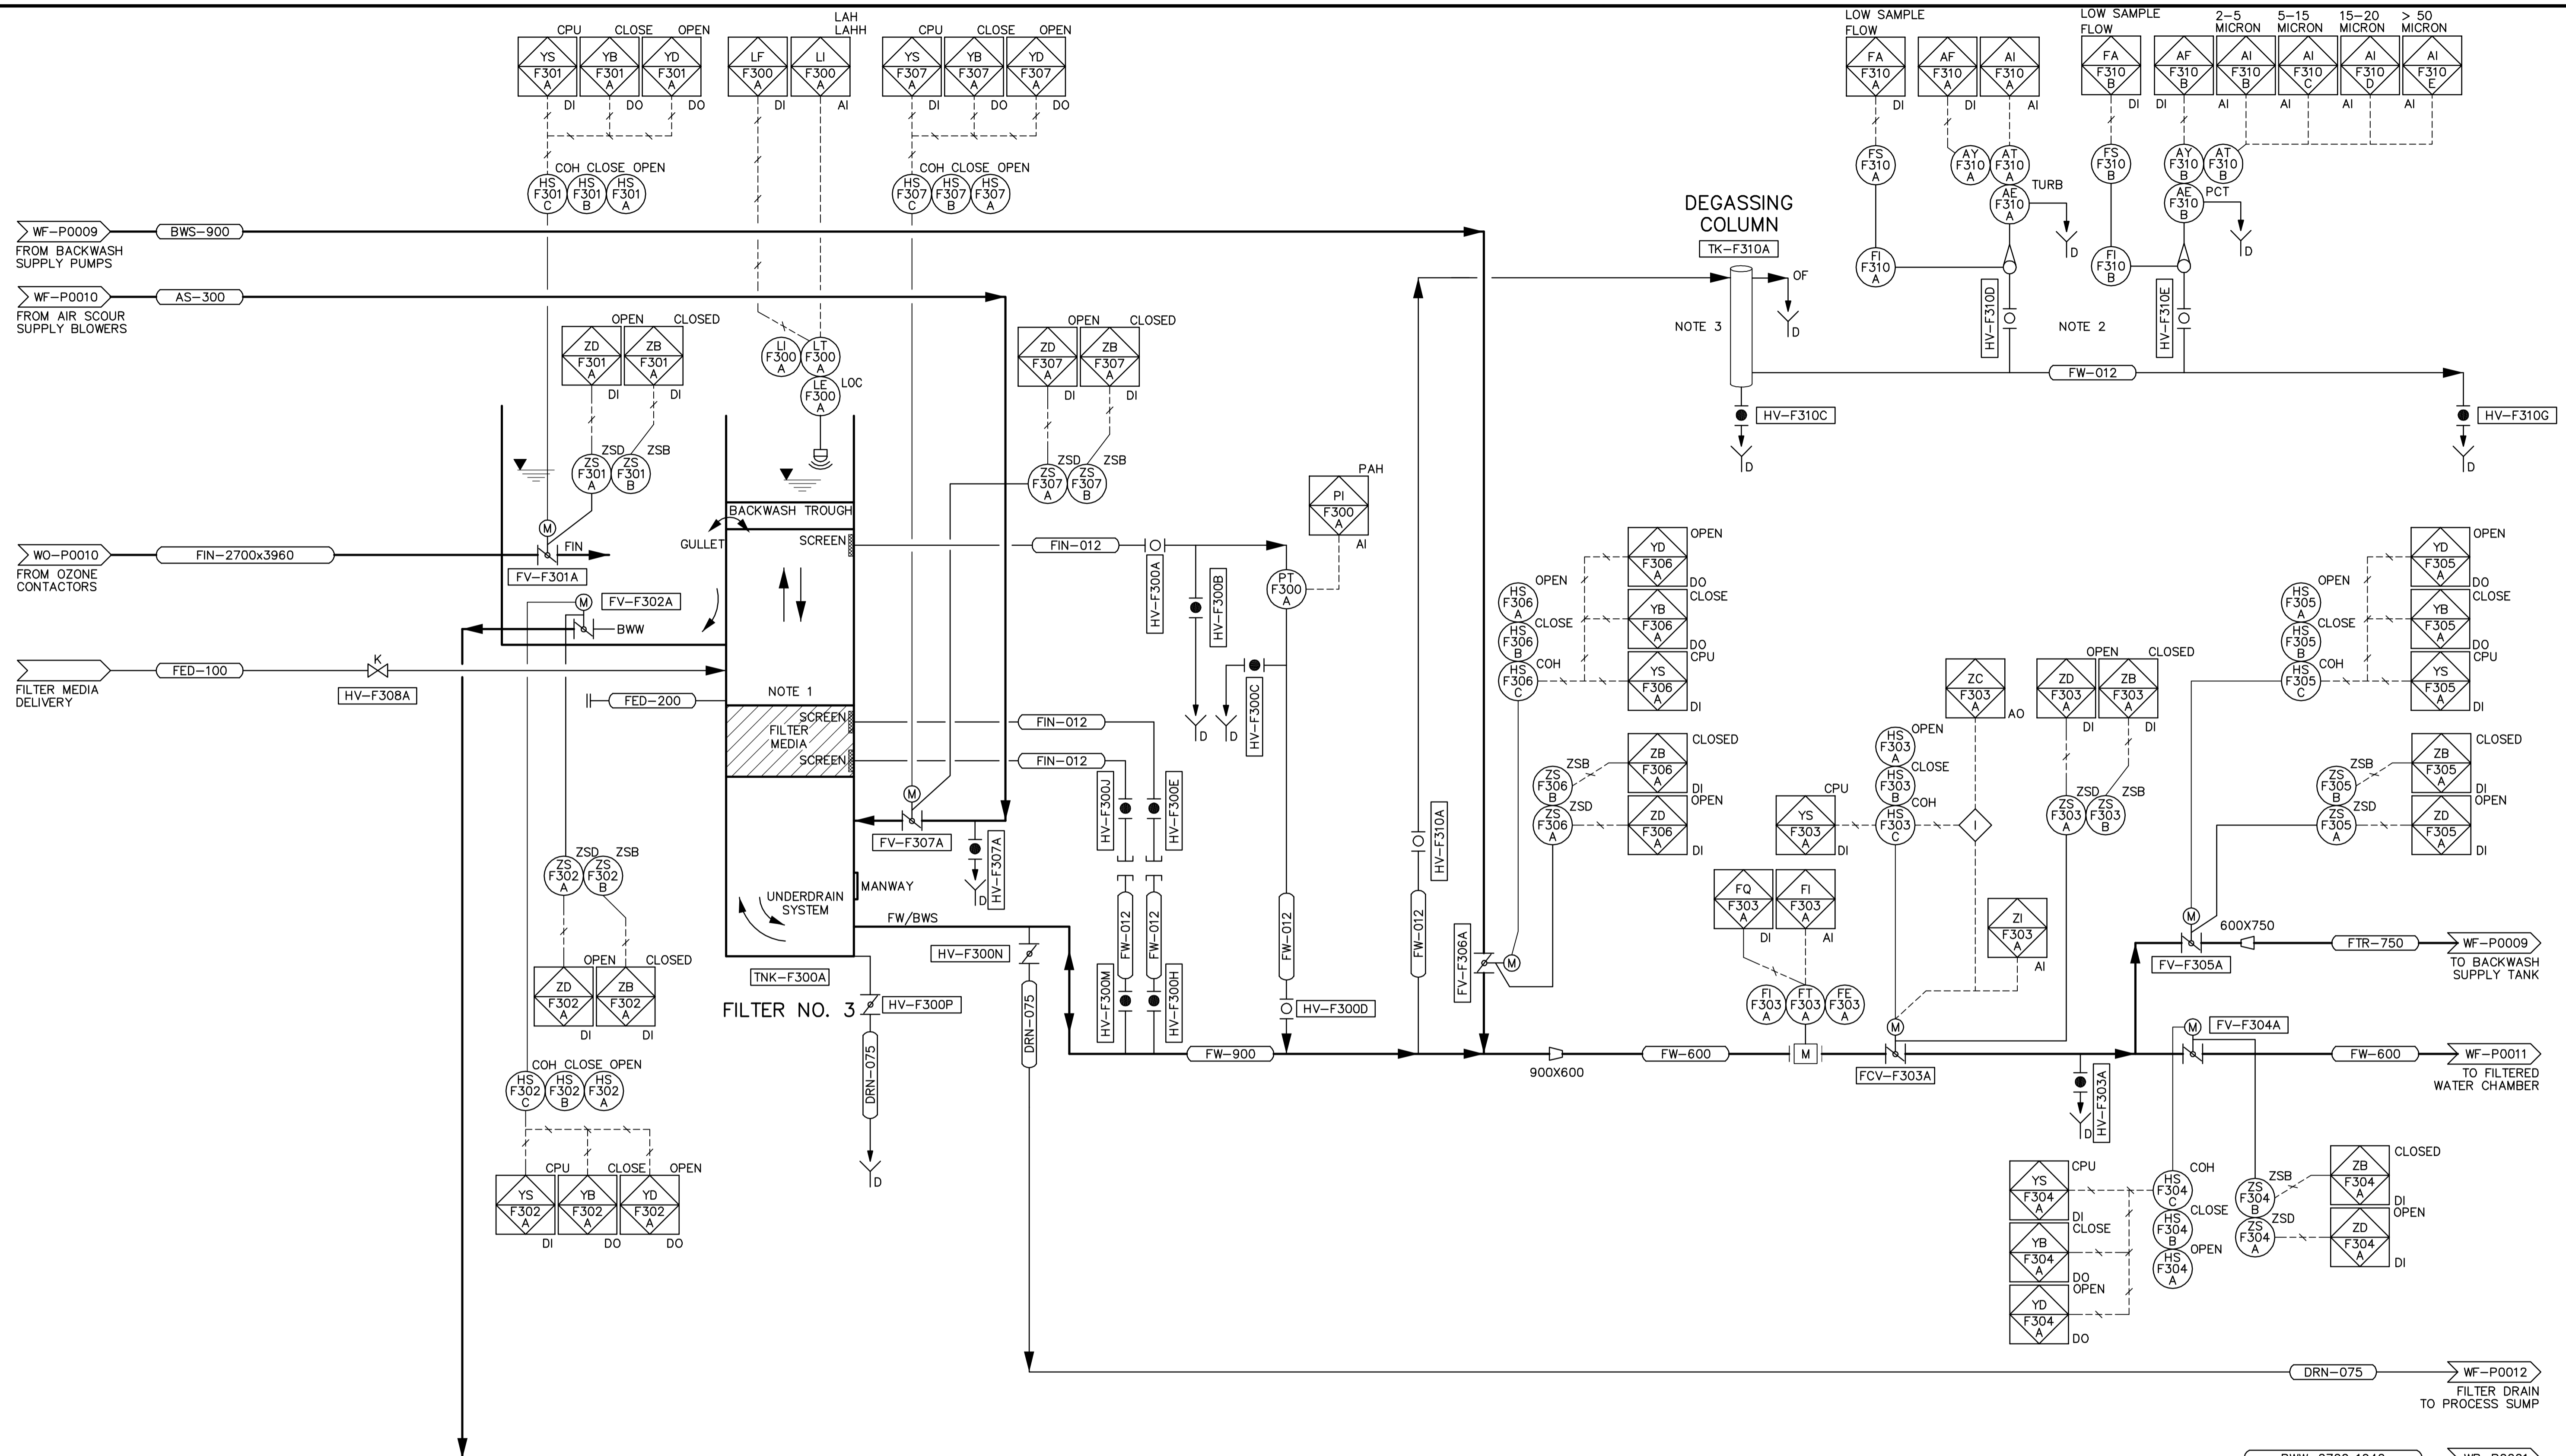 LAH
LAHH
CPU CLOSE OPEN
YS F301 A
YB F301 A
YD F301 A
DI DO DO
LF F300 A
LI F300 A
DI AI
CPU CLOSE OPEN
YS F307 A
YB F307 A
YD F307 A
DI DO DO
LOW SAMPLE
FLOW
FA F310 A
AF F310 A
AI F310 A
DI DI AI
LOW SAMPLE
FLOW
2-5
MICRON
5-15
MICRON
15-20
MICRON
> 50
MICRON
FA F310 B
AF F310 B
AI F310 B
AI F310 C
AI F310 D
AI F310 E
DI DI AI AI AI AI
COH CLOSE OPEN
HS F301 C
HS F301 B
HS F301 A
COH CLOSE OPEN
HS F307 C
HS F307 B
HS F307 A
FS F310 A
AY F310 A
AT F310 A
AE F310 A
TURB
FS F310 B
AY F310 B
AT F310 B
AE F310 B
PCT
D
D
FI F310 A
FI F310 B
HV-F310D
HV-F310E
NOTE 2
WF-P0009
BWS-900
FROM BACKWASH
SUPPLY PUMPS
WF-P0010
AS-300
FROM AIR SCOUR
SUPPLY BLOWERS
DEGASSING
COLUMN
TK-F310A
OF
D
NOTE 3
FW-012
HV-F310C
D
HV-F310G
D
OPEN CLOSED
ZD F301 A
ZB F301 A
DI DI
ZSD ZSB
ZS F301 A
ZS F301 B
LI F300 A
LT F300 A
LE F300 A
LOC
OPEN CLOSED
ZD F307 A
ZB F307 A
DI DI
ZSD ZSB
ZS F307 A
ZS F307 B
PAH
PI F300 A
AI
PT F300 A
WO-P0010
FIN-2700x3960
FROM OZONE
CONTACTORS
M
FIN
FV-F301A
M
FV-F302A
BWW
BACKWASH TROUGH
GULLET
SCREEN
FIN-012
HV-F300A
HV-F300B
D
HV-F300C
D
FILTER MEDIA
DELIVERY
FED-100
K
HV-F308A
NOTE 1
FED-200
SCREEN
FILTER
MEDIA
SCREEN
FIN-012
FIN-012
HV-F300J
HV-F300E
M
FV-F307A
HV-F307A
D
MANWAY
UNDERDRAIN
SYSTEM
FW/BWS
TNK-F300A
FILTER NO. 3
HV-F300N
HV-F300P
DRN-075
D
DRN-075
FW-012
FW-012
HV-F300M
HV-F300H
FW-900
FW-012
HV-F300D
HV-F310A
FW-012
ZSD ZSB
ZS F302 A
ZS F302 B
OPEN CLOSED
ZD F302 A
ZB F302 A
DI DI
COH CLOSE OPEN
HS F302 C
HS F302 B
HS F302 A
CPU CLOSE OPEN
YS F302 A
YB F302 A
YD F302 A
DI DO DO
OPEN
HS F306 A
CLOSE
HS F306 B
COH
HS F306 C
YD F306 A
OPEN
DO
YB F306 A
CLOSE
DO
YS F306 A
CPU
DI
ZSB
ZS F306 B
ZSD
ZS F306 A
ZB F306 A
CLOSED
DI
ZD F306 A
OPEN
DI
M
FV-F306A
900X600
FW-600
M
ZC F303 A
AO
OPEN
HS F303 A
CLOSE
HS F303 B
COH
HS F303 C
I
CPU
YS F303 A
DI
FQ F303 A
DI
FI F303 A
AI
FI F303 A
FT F303 A
FE F303 A
ZI F303 A
AI
OPEN CLOSED
ZD F303 A
ZB F303 A
DI DI
ZSD ZSB
ZS F303 A
ZS F303 B
M
FCV-F303A
HV-F303A
D
OPEN
HS F305 A
CLOSE
HS F305 B
COH
HS F305 C
YD F305 A
OPEN
DO
YB F305 A
CLOSE
DO
YS F305 A
CPU
DI
ZSB
ZS F305 B
ZSD
ZS F305 A
ZB F305 A
CLOSED
DI
ZD F305 A
OPEN
DI
M
600X750
FV-F305A
FTR-750
WF-P0009
TO BACKWASH
SUPPLY TANK
M
FV-F304A
FW-600
WF-P0011
TO FILTERED
WATER CHAMBER
CPU
YS F304 A
DI
CLOSE
YB F304 A
DO
OPEN
YD F304 A
DO
COH
HS F304 C
CLOSE
HS F304 B
OPEN
HS F304 A
ZSB
ZS F304 B
ZSD
ZS F304 A
CLOSED
ZB F304 A
DI
OPEN
ZD F304 A
DI
DRN-075
WF-P0012
FILTER DRAIN
TO PROCESS SUMP